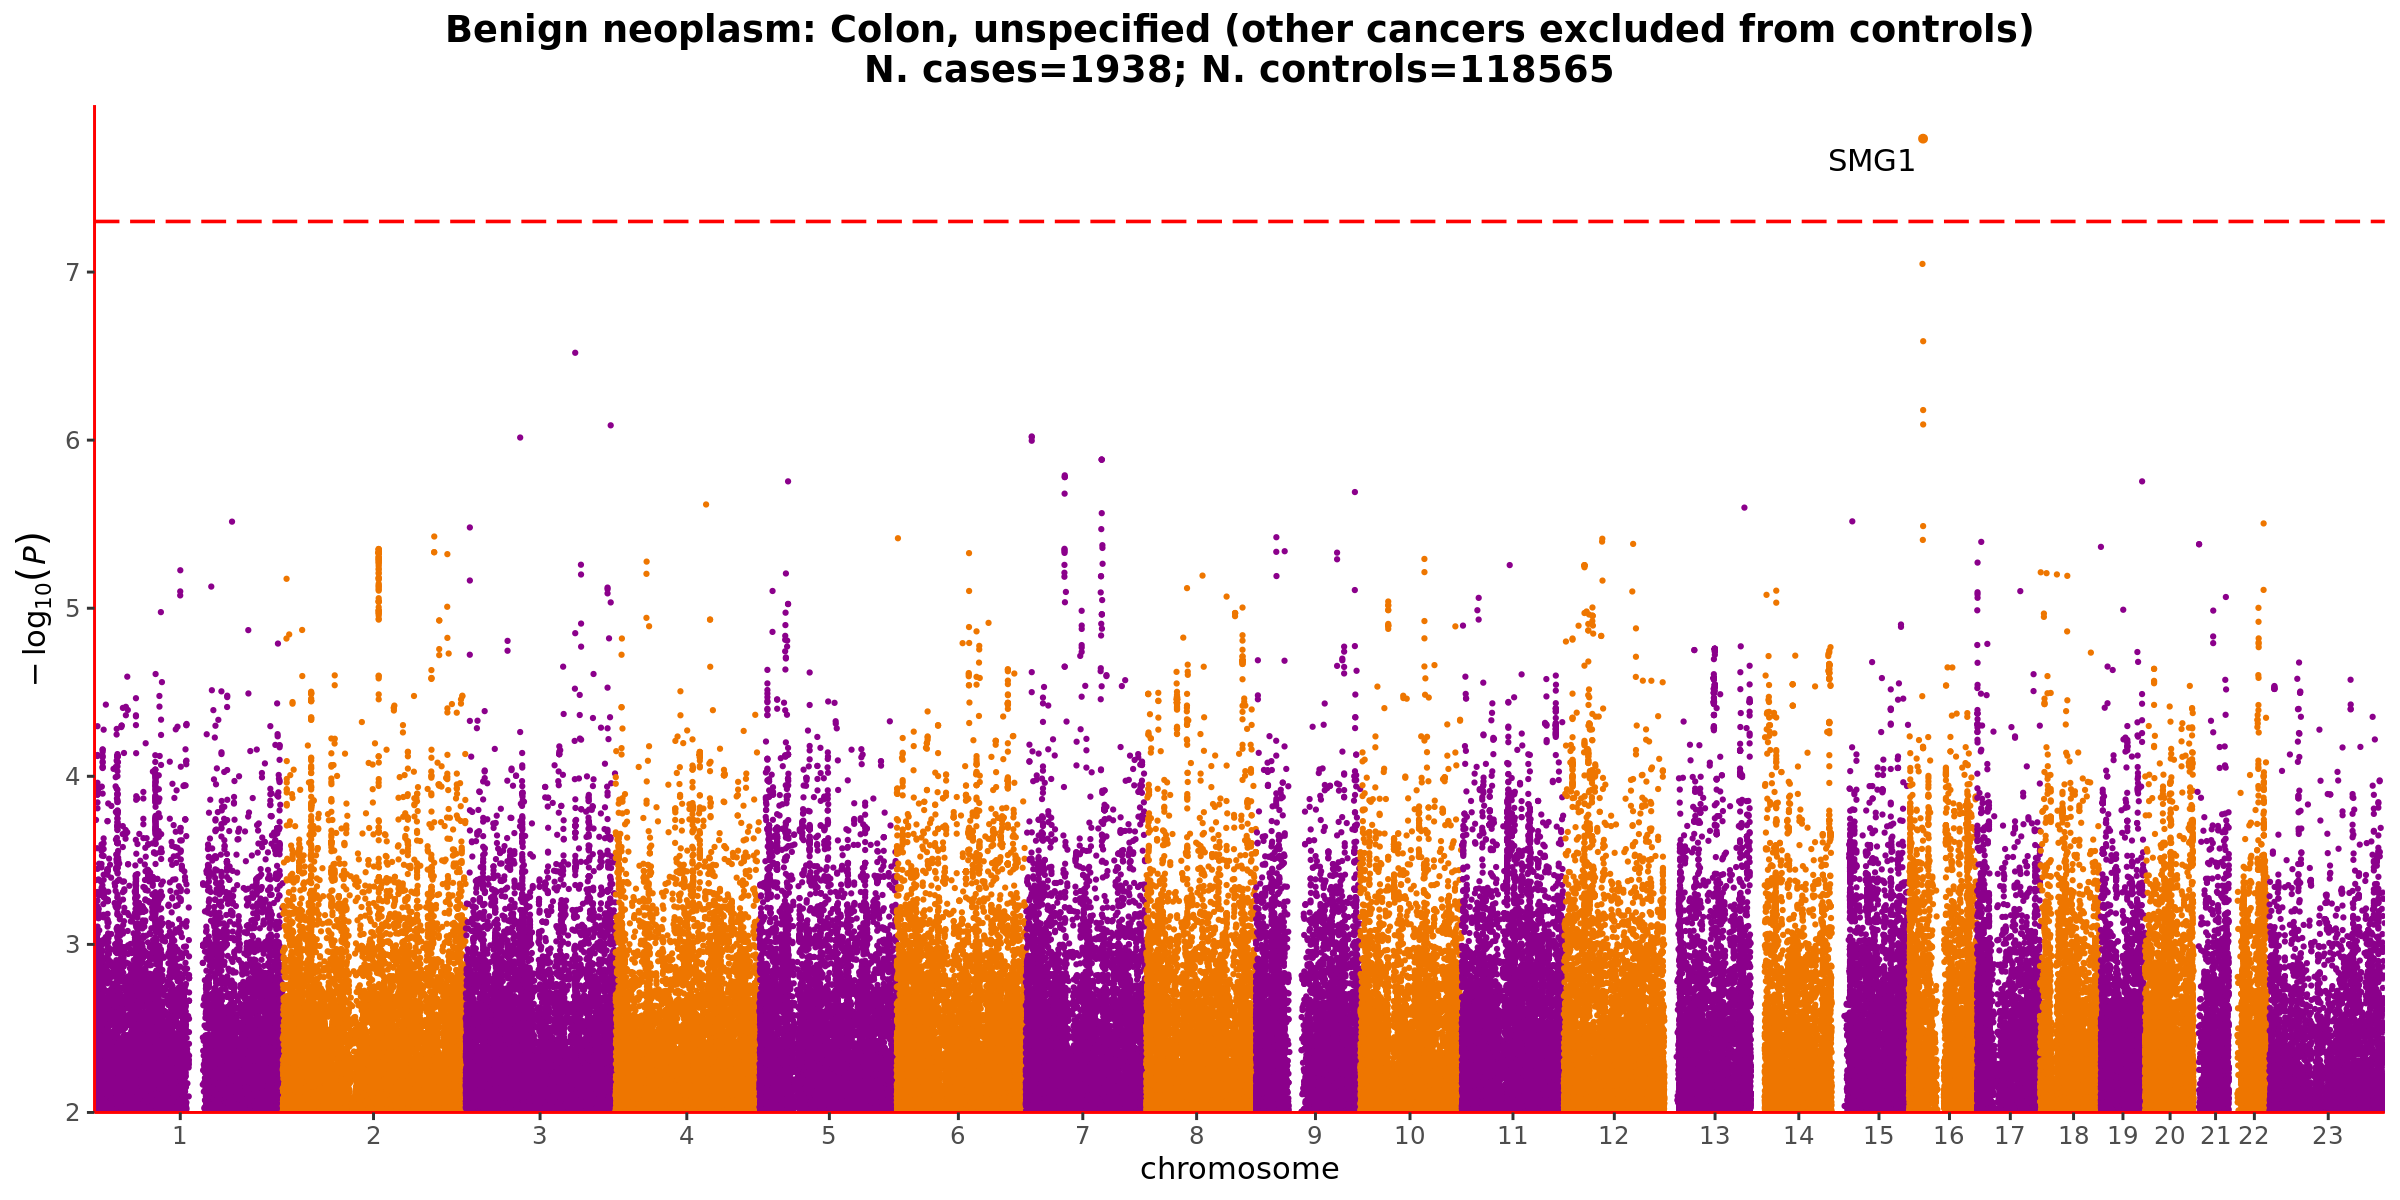 Benign neoplasm: Colon, unspecified (other cancers excluded from controls)
N. cases=1938; N. controls=118565
SMG1
7
6
5
4
3
2
−log10(P)
1 2 3 4 5 6 7 8 9 10 11 12 13 14 15 16 17 18 19 20 21 22 23
chromosome